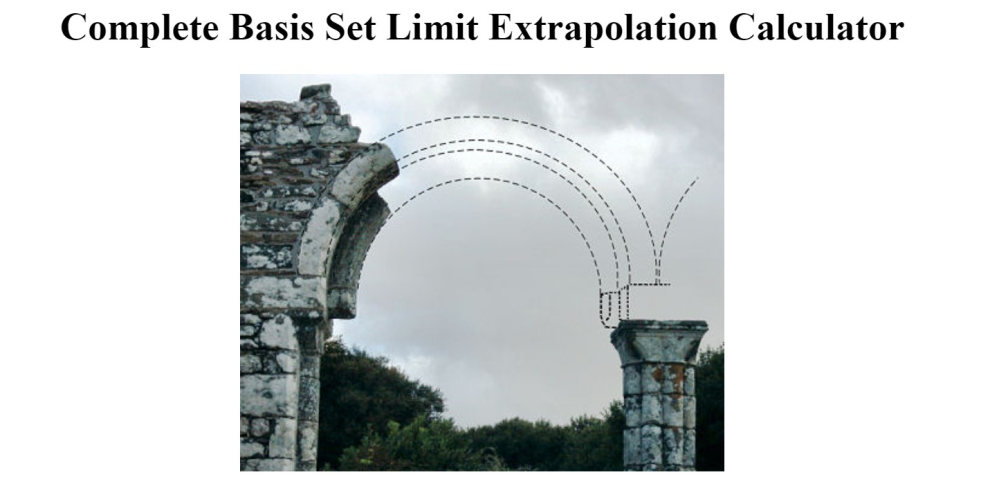 Complete Basis Set Limit Extrapolation Calculator